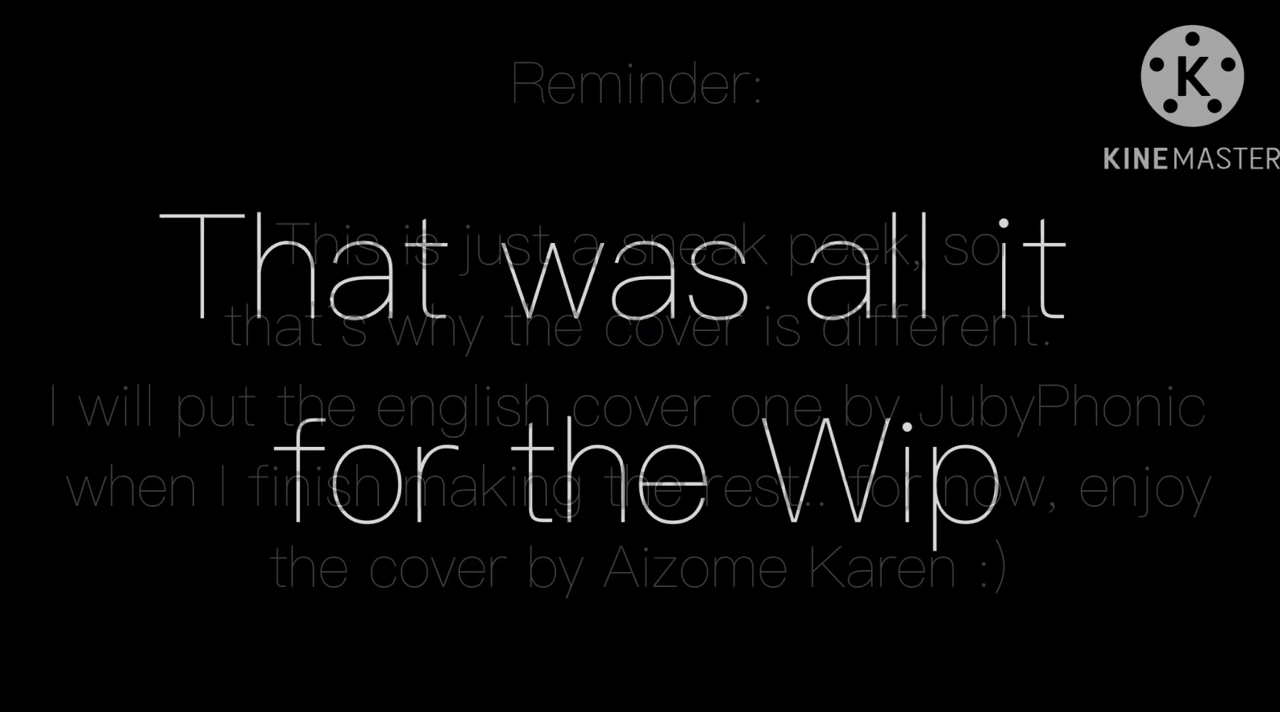 Reminder:
That was all it
for the Wip
This is just a sneak peek, so
that's why the cover is different.
I will put the english cover one by JubyPhonic
when I finish making the rest.. for now, enjoy
the cover by Aizome Karen :)
K
KINEMASTER